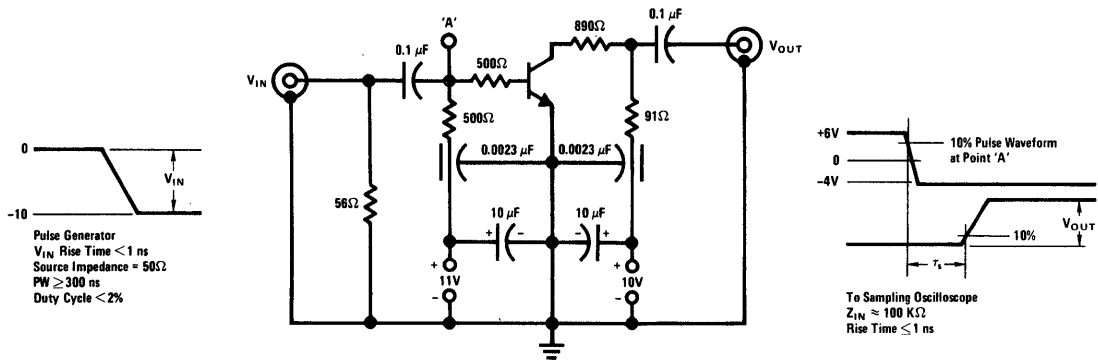 'A'
890Ω
0.1 μF
V_OUT
0.1 μF
500Ω
V_IN
500Ω
91Ω
0.0023 μF
0.0023 μF
56Ω
10 μF
10 μF
+ -
- +
+
11V
-
+
10V
-
0
V_IN
-10
Pulse Generator
V_IN Rise Time <1 ns
Source Impedance = 50Ω
PW ≥300 ns
Duty Cycle <2%
+6V
0
-4V
10% Pulse Waveform
at Point 'A'
V_OUT
10%
τ_s
To Sampling Oscilloscope
Z_IN ≈ 100 KΩ
Rise Time ≤1 ns